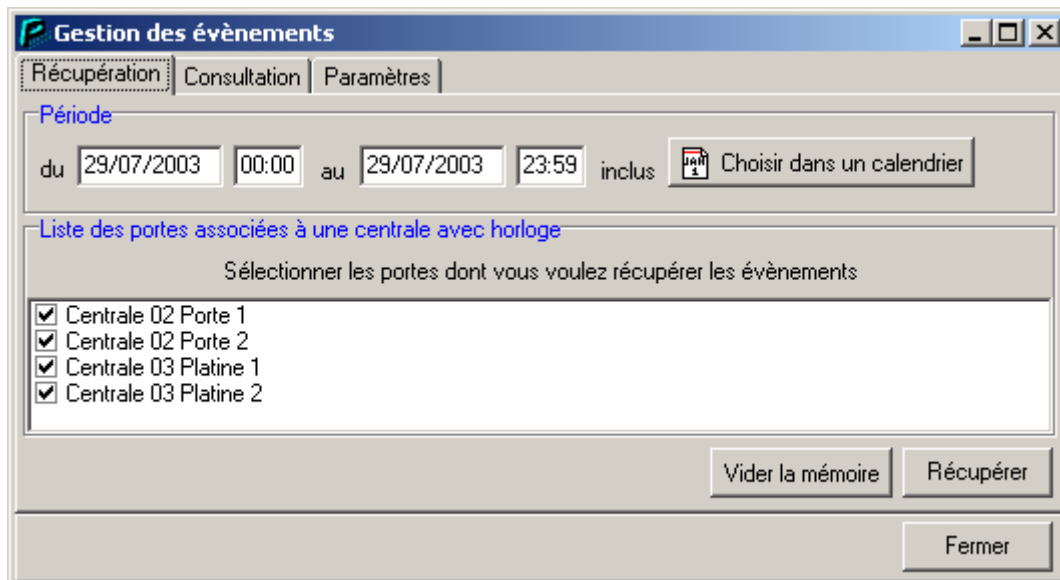 Gestion des évènements
Récupération Consultation Paramètres
Période
du 29/07/2003 00:00 au 29/07/2003 23:59 inclus JAN 1 Choisir dans un calendrier
Liste des portes associées à une centrale avec horloge
Sélectionner les portes dont vous voulez récupérer les évènements
Centrale 02 Porte 1
Centrale 02 Porte 2
Centrale 03 Platine 1
Centrale 03 Platine 2
Vider la mémoire Récupérer
Fermer